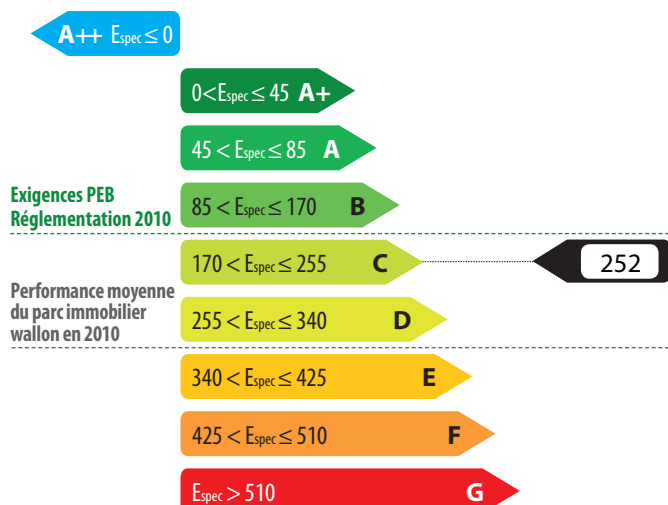 A++ Espec ≤ 0
0<Espec ≤ 45 A+
45 < Espec ≤ 85 A
Exigences PEB
Réglementation 2010
85 < Espec ≤ 170 B
170 < Espec ≤ 255 C
252
Performance moyenne
du parc immobilier
wallon en 2010
255 < Espec ≤ 340 D
340 < Espec ≤ 425 E
425 < Espec ≤ 510 F
Espec > 510 G